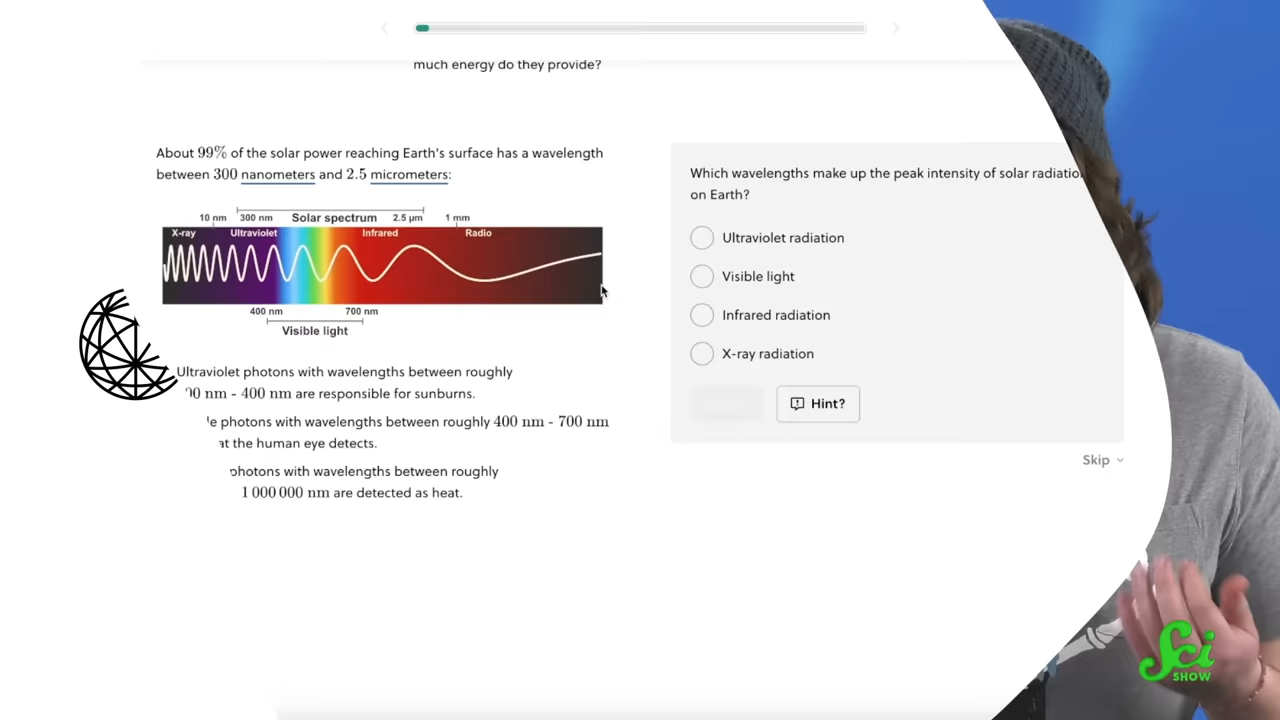 much energy do they provide?
About 99% of the solar power reaching Earth's surface has a wavelength
between 300 nanometers and 2.5 micrometers:
10 nm 300 nm Solar spectrum 2.5 µm 1 mm
X-ray Ultraviolet Infrared Radio
400 nm 700 nm
Visible light
Ultraviolet photons with wavelengths between roughly
00 nm - 400 nm are responsible for sunburns.
photons with wavelengths between roughly 400 nm - 700 nm
at the human eye detects.
photons with wavelengths between roughly
1 000 000 nm are detected as heat.
Which wavelengths make up the peak intensity of solar radiatio
on Earth?
Ultraviolet radiation
Visible light
Infrared radiation
X-ray radiation
Hint?
Skip
Sci
SHOW